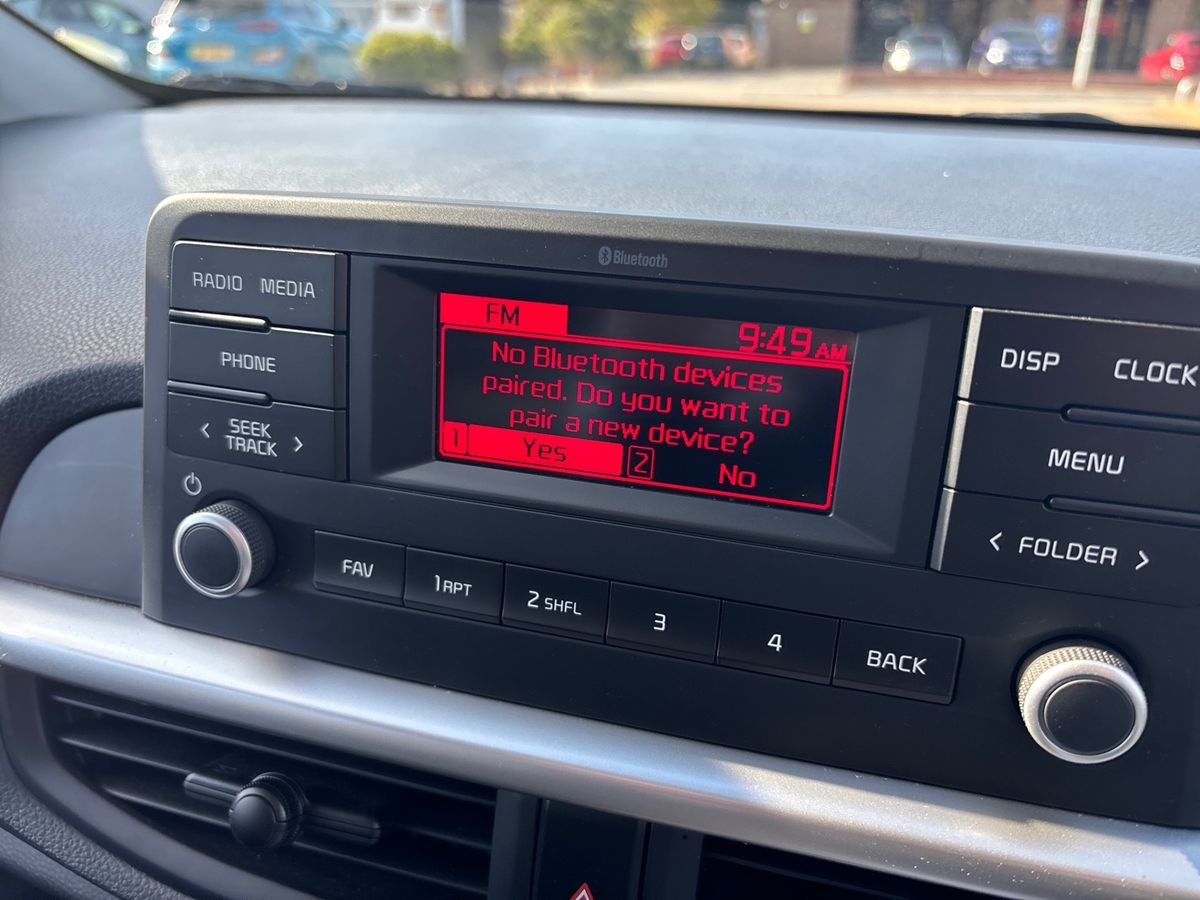 Bluetooth
RADIO MEDIA
PHONE
< SEEK TRACK >
FM
9:49 AM
No Bluetooth devices
paired. Do you want to
pair a new device?
1 Yes 2 No
DISP CLOCK
MENU
< FOLDER >
FAV
1 RPT
2 SHFL
3
4
BACK